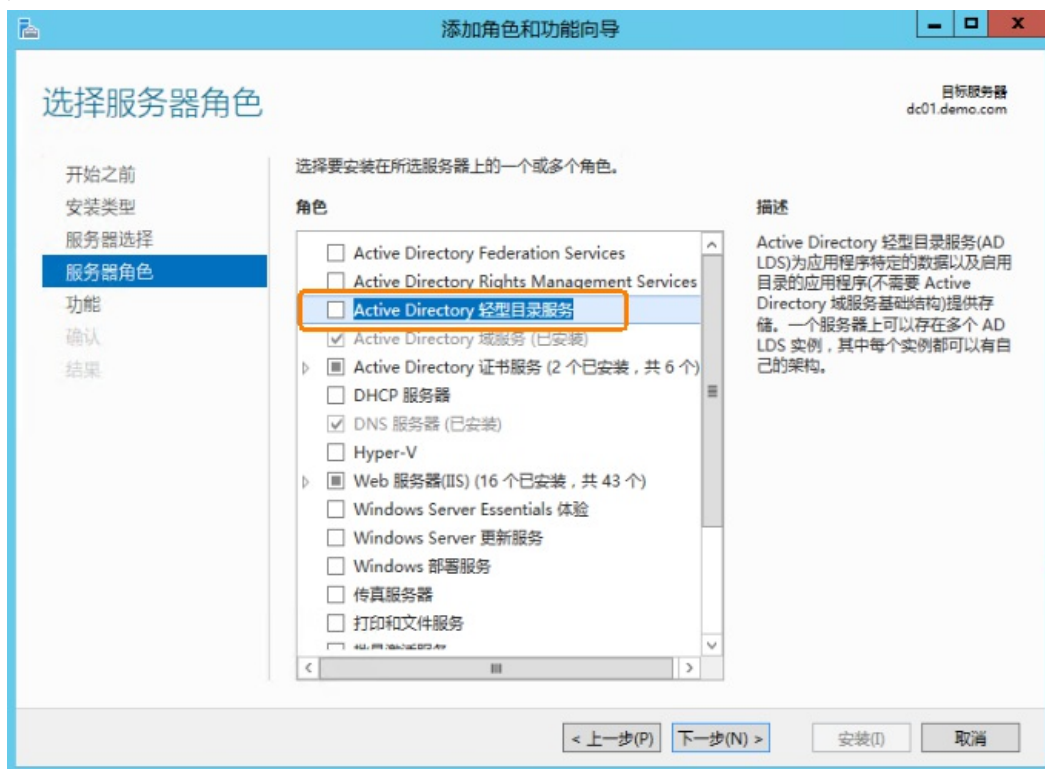 添加角色和功能向导
选择服务器角色
目标服务器
dc01.demo.com
开始之前
安装类型
服务器选择
服务器角色
功能
确认
结果
选择要安装在所选服务器上的一个或多个角色。
角色
Active Directory Federation Services
Active Directory Rights Management Services
Active Directory 轻型目录服务
Active Directory 域服务 (已安装)
Active Directory 证书服务 (2 个已安装，共 6 个)
DHCP 服务器
DNS 服务器 (已安装)
Hyper-V
Web 服务器(IIS) (16 个已安装，共 43 个)
Windows Server Essentials 体验
Windows Server 更新服务
Windows 部署服务
传真服务器
打印和文件服务
描述
Active Directory 轻型目录服务(AD
LDS)为应用程序特定的数据以及启用
目录的应用程序(不需要 Active
Directory 域服务基础结构)提供存
储。一个服务器上可以存在多个 AD
LDS 实例，其中每个实例都可以有自
己的架构。
< 上一步(P)
下一步(N) >
安装(I)
取消